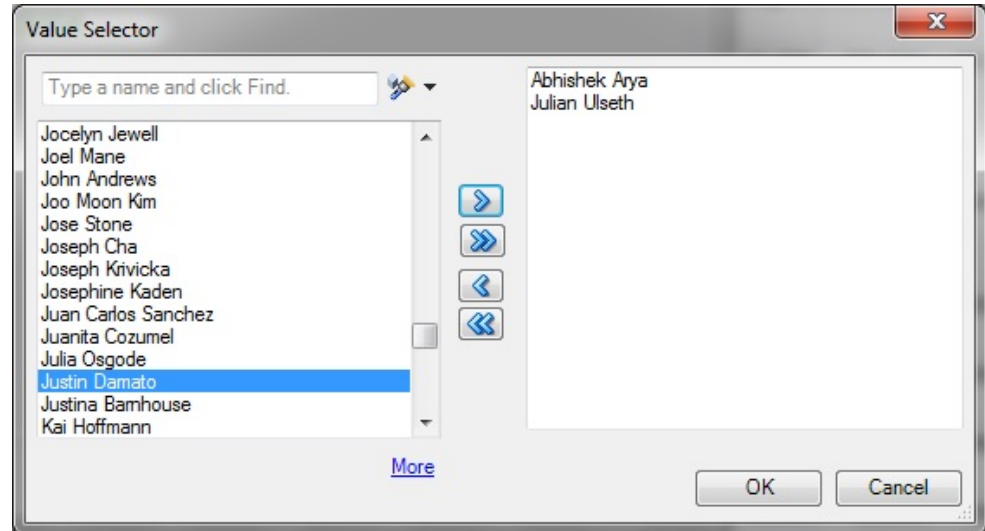 Value Selector
Type a name and click Find.
Jocelyn Jewell
Joel Mane
John Andrews
Joo Moon Kim
Jose Stone
Joseph Cha
Joseph Krivicka
Josephine Kaden
Juan Carlos Sanchez
Juanita Cozumel
Julia Osgode
Justin Damato
Justina Barnhouse
Kai Hoffmann
More
Abhishek Arya
Julian Ulseth
OK
Cancel